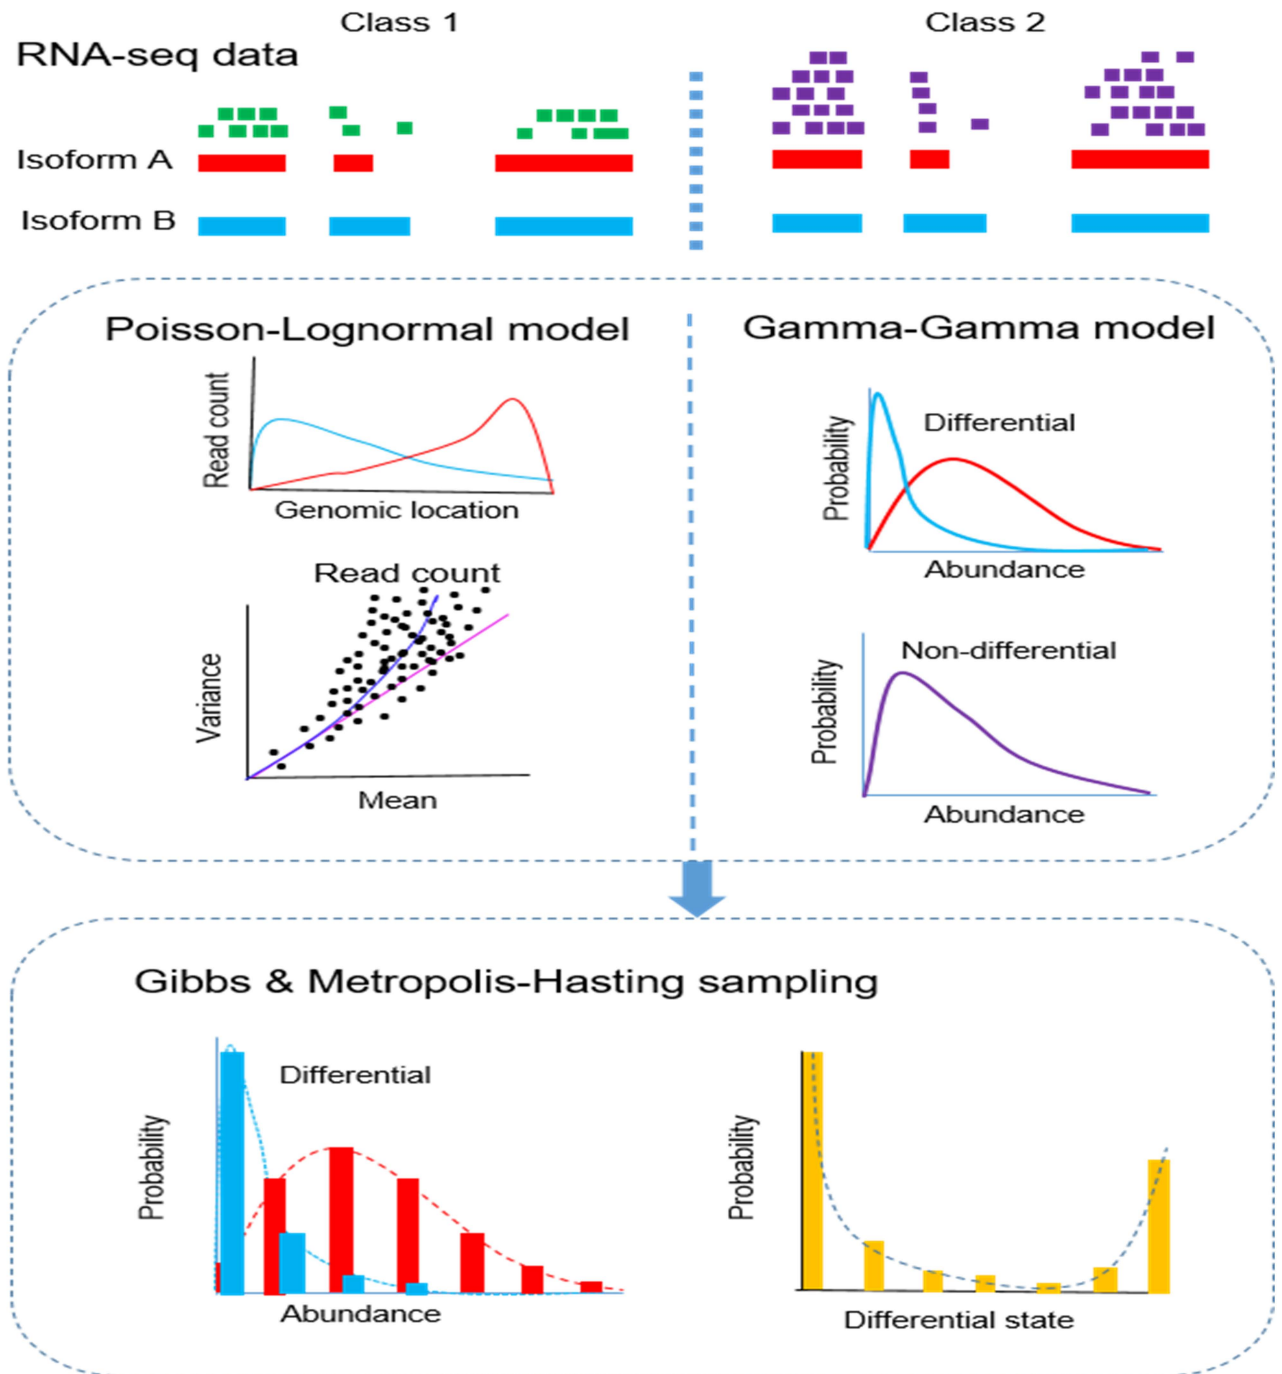 Class 1
Class 2
RNA-seq data
Isoform A
Isoform B
Poisson-Lognormal model
Gamma-Gamma model
Read count
Genomic location
Probability
Differential
Abundance
Read count
Variance
Mean
Probability
Non-differential
Abundance
Gibbs & Metropolis-Hasting sampling
Probability
Differential
Abundance
Probability
Differential state